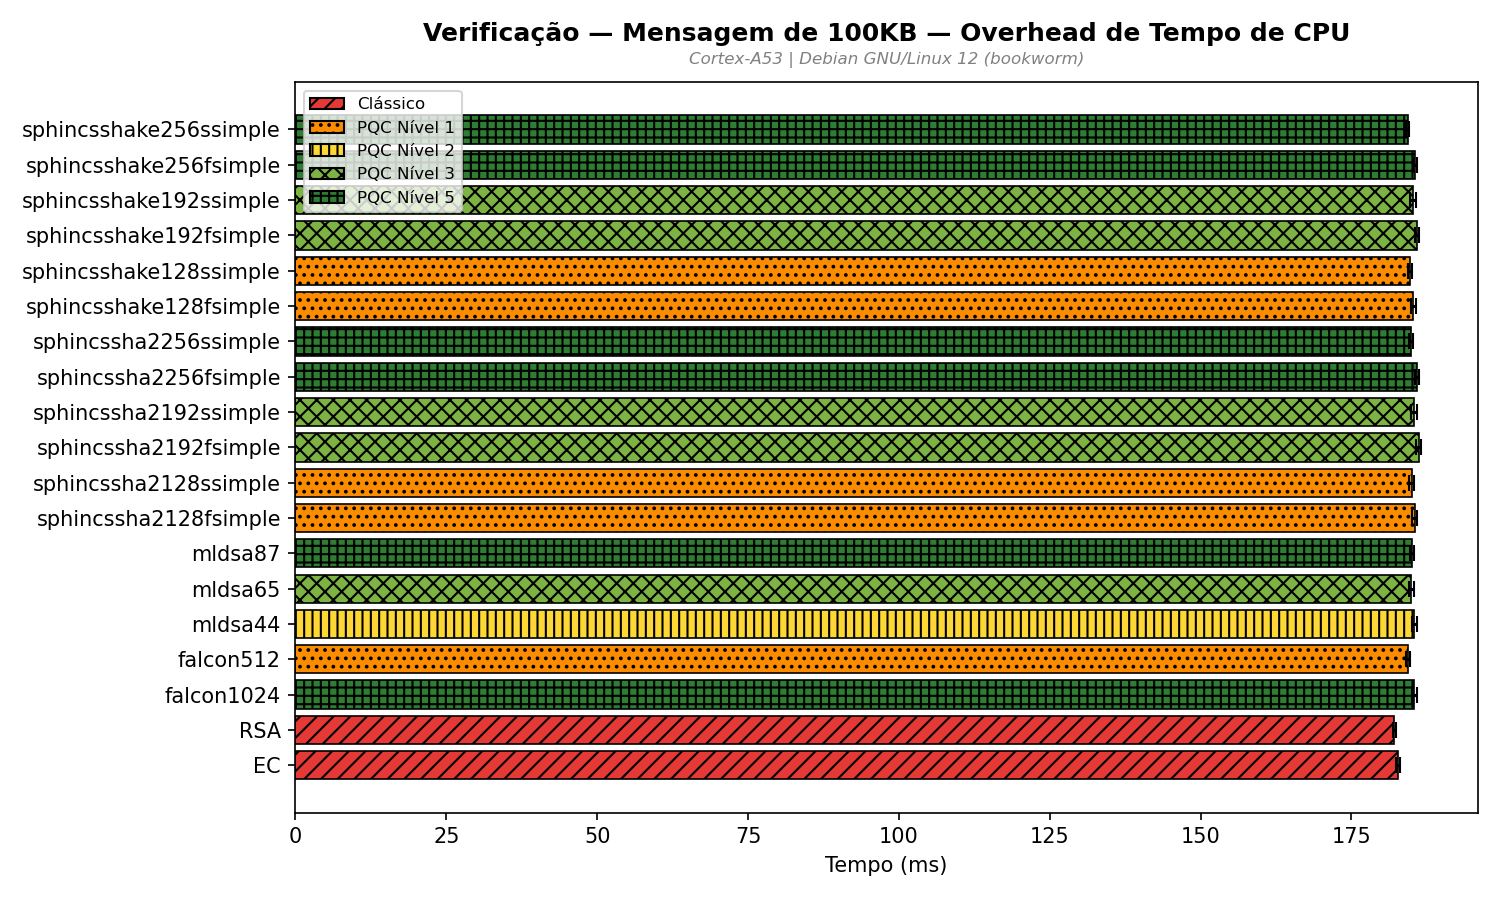 Verificação — Mensagem de 100KB — Overhead de Tempo de CPU
Cortex-A53 | Debian GNU/Linux 12 (bookworm)
Clássico
PQC Nível 1
PQC Nível 2
PQC Nível 3
PQC Nível 5
sphincsshake256ssimple
sphincsshake256fsimple
sphincsshake192ssimple
sphincsshake192fsimple
sphincsshake128ssimple
sphincsshake128fsimple
sphincssha2256ssimple
sphincssha2256fsimple
sphincssha2192ssimple
sphincssha2192fsimple
sphincssha2128ssimple
sphincssha2128fsimple
mldsa87
mldsa65
mldsa44
falcon512
falcon1024
RSA
EC
0 25 50 75 100 125 150 175
Tempo (ms)